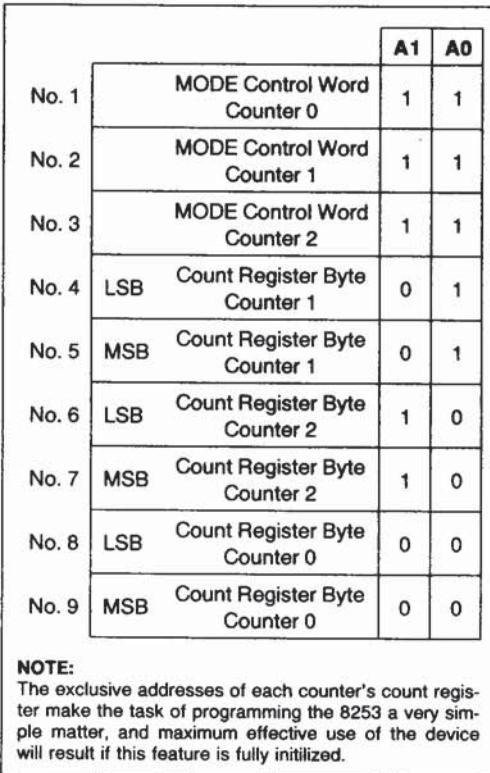 A1 A0
No. 1 MODE Control Word Counter 0 1 1
No. 2 MODE Control Word Counter 1 1 1
No. 3 MODE Control Word Counter 2 1 1
No. 4 LSB Count Register Byte Counter 1 0 1
No. 5 MSB Count Register Byte Counter 1 0 1
No. 6 LSB Count Register Byte Counter 2 1 0
No. 7 MSB Count Register Byte Counter 2 1 0
No. 8 LSB Count Register Byte Counter 0 0 0
No. 9 MSB Count Register Byte Counter 0 0 0
NOTE:
The exclusive addresses of each counter's count regis-
ter make the task of programming the 8253 a very sim-
ple matter, and maximum effective use of the device
will result if this feature is fully initilized.